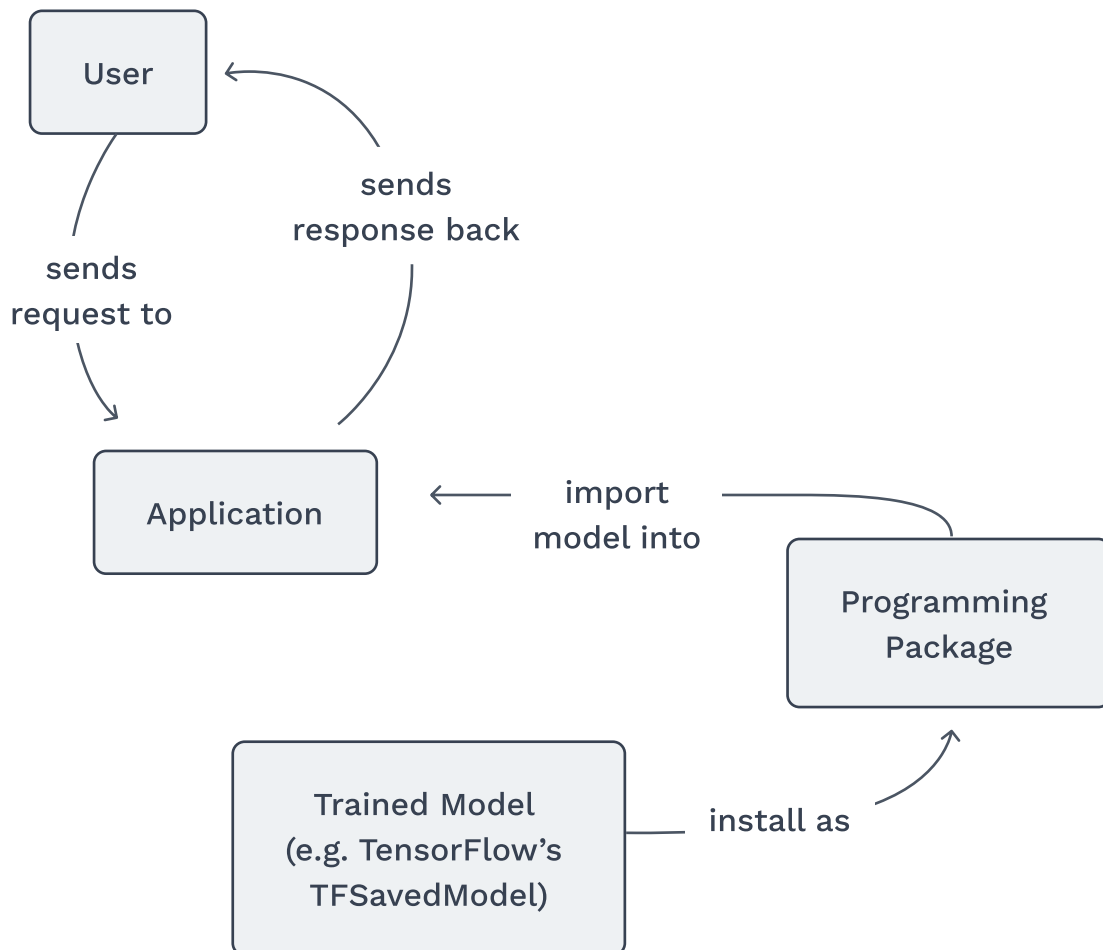 User
sends
response back
sends
request to
Application
import
model into
Programming
Package
Trained Model
(e.g. TensorFlow’s
TFSavedModel)
install as